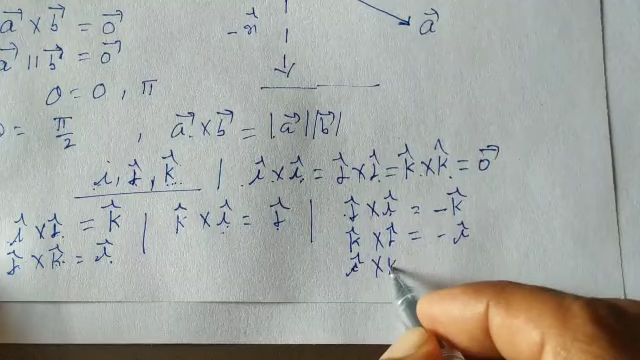 a⃗ × b⃗ = 0⃗
-n̂
a⃗
a⃗ || b⃗ = 0⃗
θ = 0 , π
= π/2 , a⃗ × b⃗ = |a⃗||b⃗|
î, ĵ, k̂ | î × î = ĵ × ĵ = k̂ × k̂ = 0⃗
î × ĵ = k̂ | k̂ × î = ĵ | ĵ × î = -k̂
ĵ × k̂ = î
k̂ × ĵ = -î
î × k